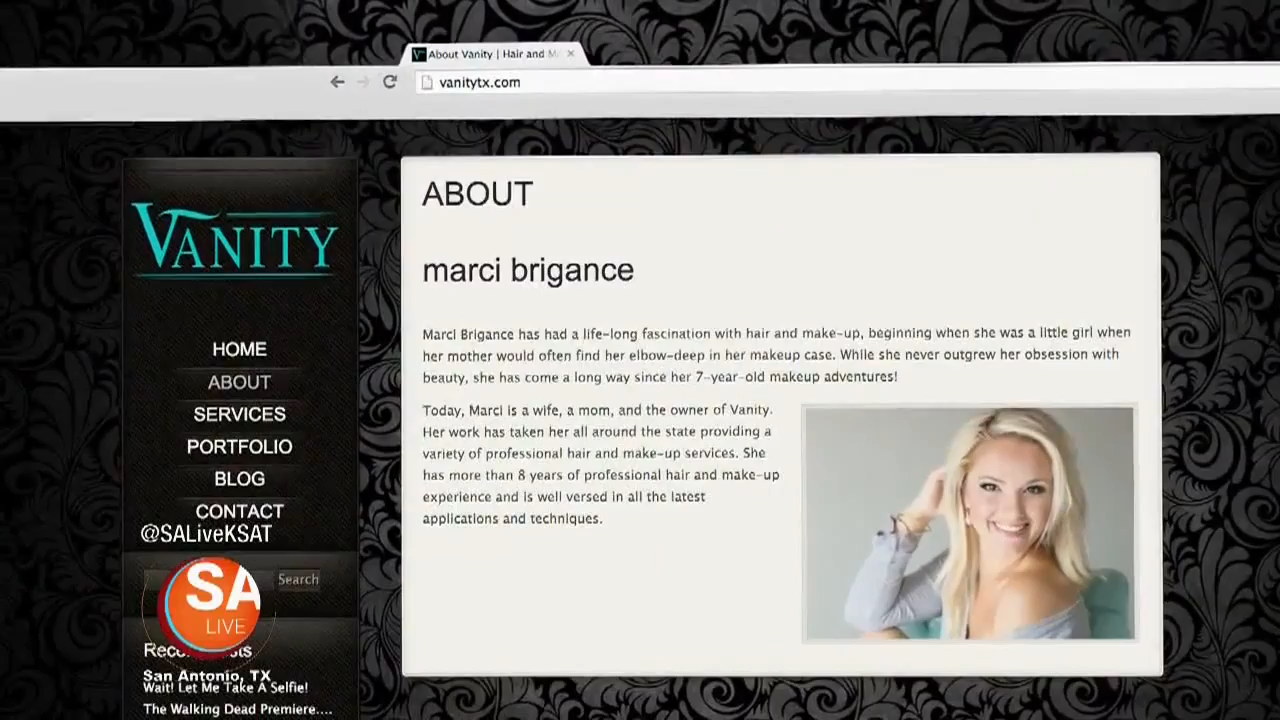 About Vanity | Hair and M
vanitytx.com
VANITY
HOME
ABOUT
SERVICES
PORTFOLIO
BLOG
CONTACT
@SALiveKSAT
Search
SA
LIVE
San Antonio, TX
Wait! Let Me Take A Selfie!
The Walking Dead Premiere....
ABOUT
marci brigance
Marci Brigance has had a life-long fascination with hair and make-up, beginning when she was a little girl when
her mother would often find her elbow-deep in her makeup case. While she never outgrew her obsession with
beauty, she has come a long way since her 7-year-old makeup adventures!
Today, Marci is a wife, a mom, and the owner of Vanity.
Her work has taken her all around the state providing a
variety of professional hair and make-up services. She
has more than 8 years of professional hair and make-up
experience and is well versed in all the latest
applications and techniques.